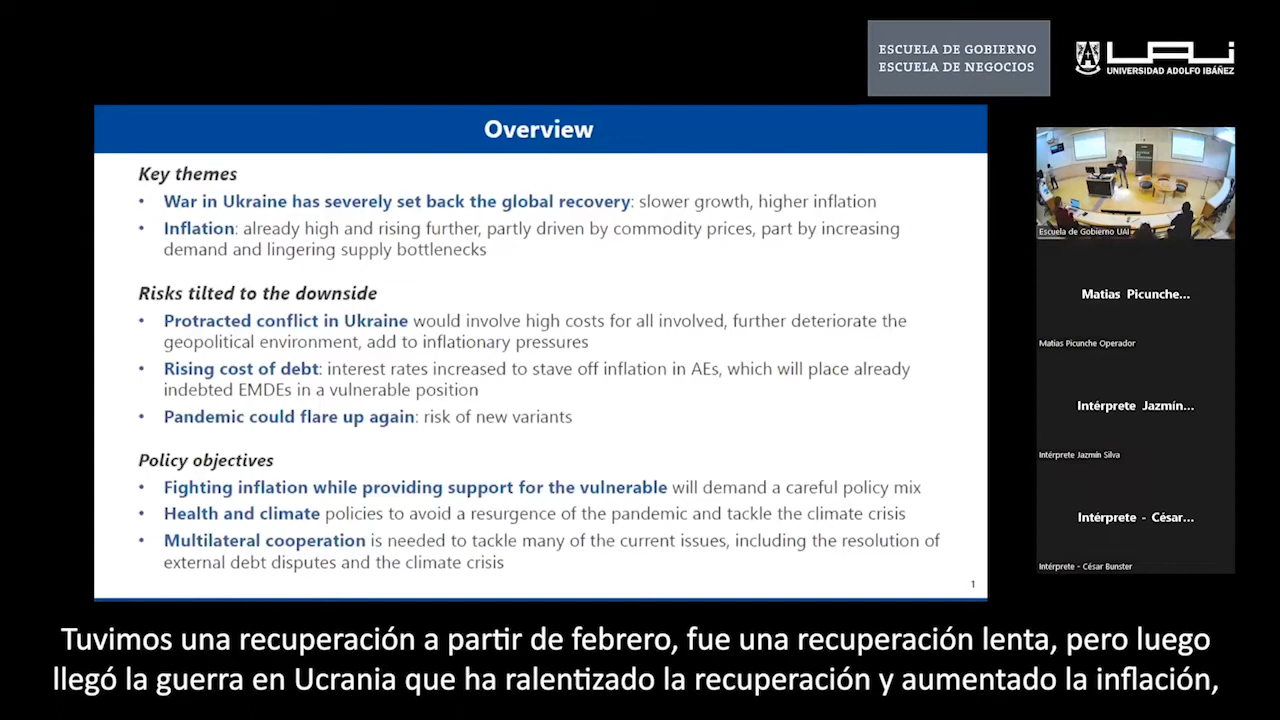 ESCUELA DE GOBIERNO
ESCUELA DE NEGOCIOS
UAI
UNIVERSIDAD ADOLFO IBÁÑEZ
Overview
Key themes
• War in Ukraine has severely set back the global recovery: slower growth, higher inflation
• Inflation: already high and rising further, partly driven by commodity prices, part by increasing
demand and lingering supply bottlenecks
Risks tilted to the downside
• Protracted conflict in Ukraine would involve high costs for all involved, further deteriorate the
geopolitical environment, add to inflationary pressures
• Rising cost of debt: interest rates increased to stave off inflation in AEs, which will place already
indebted EMDEs in a vulnerable position
• Pandemic could flare up again: risk of new variants
Policy objectives
• Fighting inflation while providing support for the vulnerable will demand a careful policy mix
• Health and climate policies to avoid a resurgence of the pandemic and tackle the climate crisis
• Multilateral cooperation is needed to tackle many of the current issues, including the resolution of
external debt disputes and the climate crisis
1
Escuela de Gobierno UAI
Matias Picunche...
Matias Picunche Operador
Intérprete Jazmín...
Intérprete Jazmín Silva
Intérprete - César...
Intérprete - César Bunster
Tuvimos una recuperación a partir de febrero, fue una recuperación lenta, pero luego
llegó la guerra en Ucrania que ha ralentizado la recuperación y aumentado la inflación,